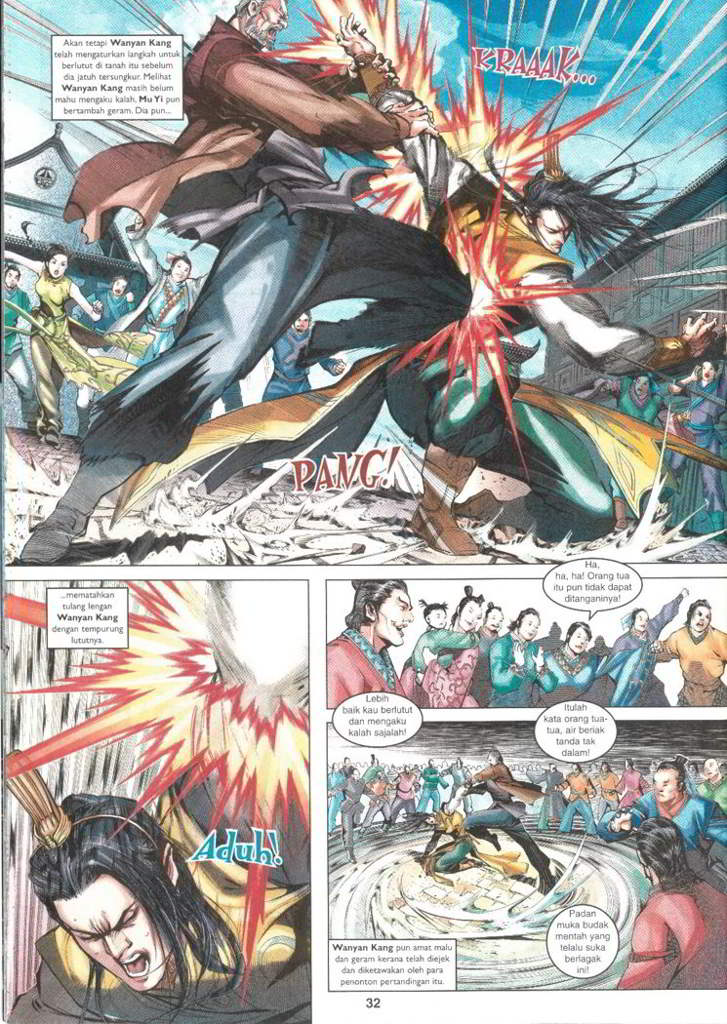 Akan tetapi Wanyan Kang
telah mengaturkan langkah untuk
berlutut di tanah itu sebelum
dia jatuh tersungkur. Melihat
Wanyan Kang masih belum
mahu mengaku kalah, Mu Yi pun
bertambah geram. Dia pun...
KRAAAK...
PANG!
...mematahkan
tulang lengan
Wanyan Kang
dengan tempurung
lututnya.
Aduh!
Ha,
ha, ha! Orang tua
itu pun tidak dapat
ditanganinya!
Lebih
baik kau berlutut
dan mengaku
kalah sajalah!
Itulah
kata orang tua-
tua, air beriak
tanda tak
dalam!
Wanyan Kang pun amat malu
dan geram kerana telah diejek
dan diketawakan oleh para
penonton pertandingan itu.
Padan
muka budak
mentah yang
terlalu suka
berlagak
ini!
32